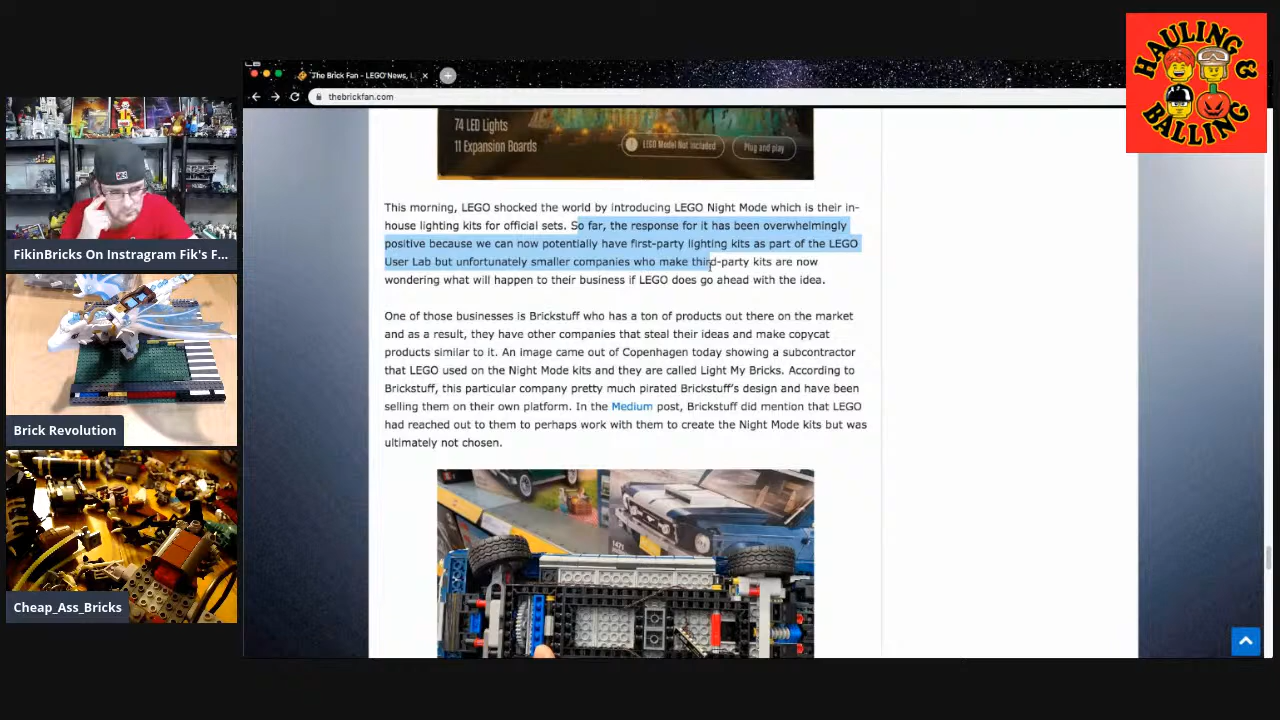 The Brick Fan - LEGO News, L
thebrickfan.com
HAULING &
BALLING
74 LED Lights
11 Expansion Boards
LEGO Model Not Included
Plug and play
This morning, LEGO shocked the world by introducing LEGO Night Mode which is their in-
house lighting kits for official sets. So far, the response for it has been overwhelmingly
positive because we can now potentially have first-party lighting kits as part of the LEGO
User Lab but unfortunately smaller companies who make third-party kits are now
wondering what will happen to their business if LEGO does go ahead with the idea.
One of those businesses is Brickstuff who has a ton of products out there on the market
and as a result, they have other companies that steal their ideas and make copycat
products similar to it. An image came out of Copenhagen today showing a subcontractor
that LEGO used on the Night Mode kits and they are called Light My Bricks. According to
Brickstuff, this particular company pretty much pirated Brickstuff's design and have been
selling them on their own platform. In the Medium post, Brickstuff did mention that LEGO
had reached out to them to perhaps work with them to create the Night Mode kits but was
ultimately not chosen.
FikinBricks On Instragram Fik's F...
Brick Revolution
Cheap_Ass_Bricks